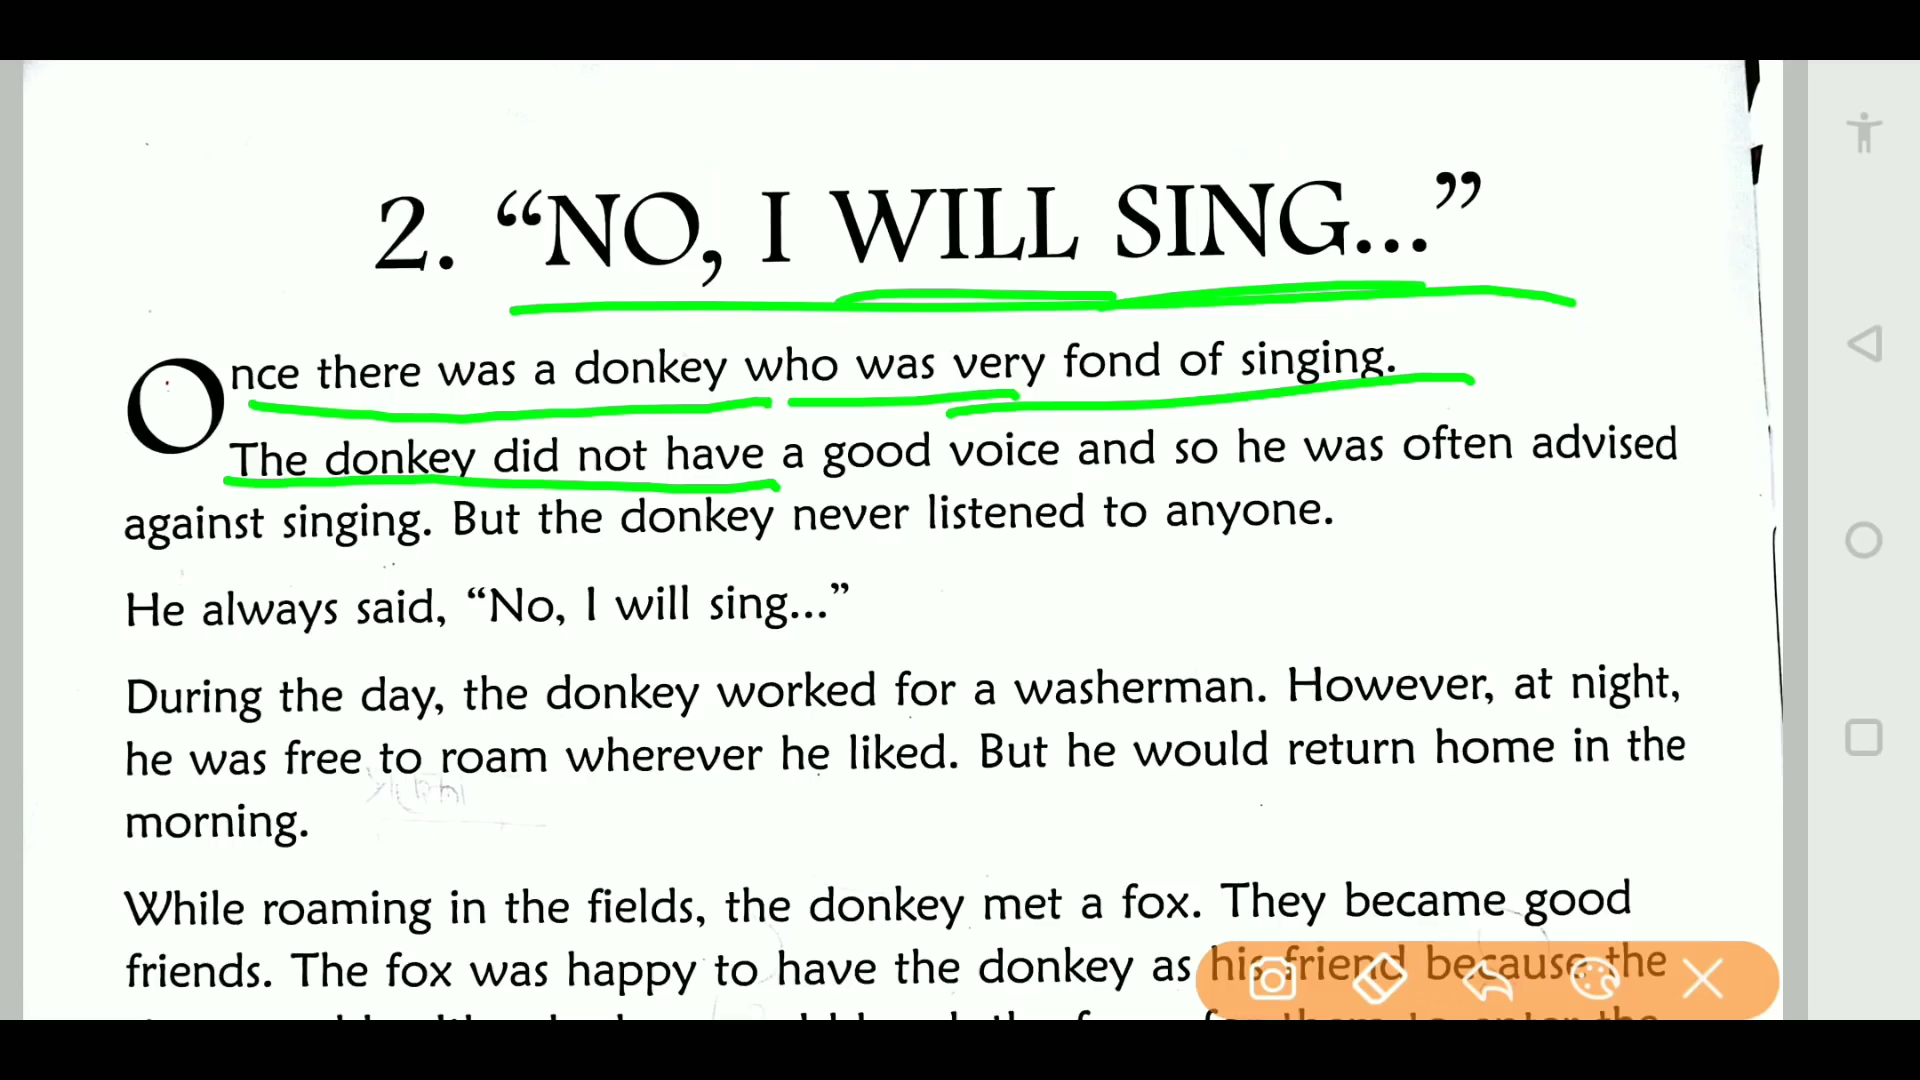 2. “NO, I WILL SING...”
Once there was a donkey who was very fond of singing.
The donkey did not have a good voice and so he was often advised
against singing. But the donkey never listened to anyone.
He always said, “No, I will sing...”
During the day, the donkey worked for a washerman. However, at night,
he was free to roam wherever he liked. But he would return home in the
morning.
While roaming in the fields, the donkey met a fox. They became good
friends. The fox was happy to have the donkey as his friend because the